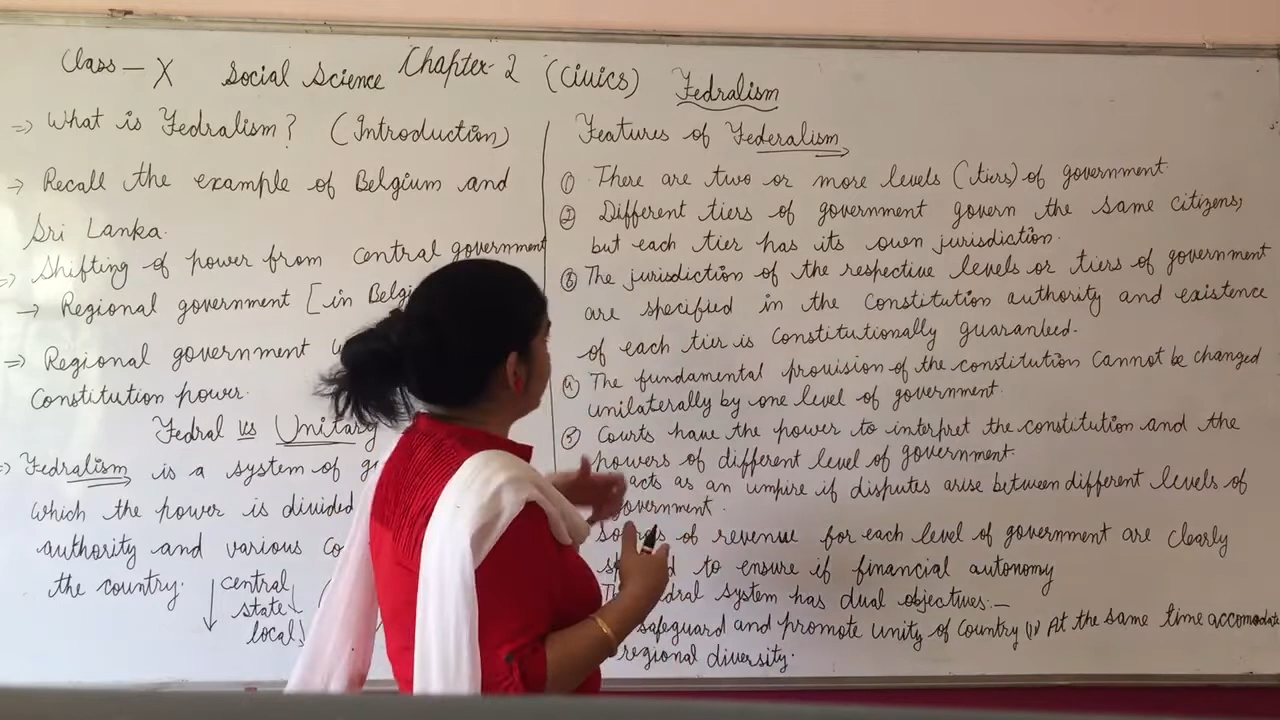 Class - X Social Science Chapter-2 (Civics) Fedralism
=> What is Fedralism? (Introduction)
→ Recall the example of Belgium and
Sri Lanka.
=> Shifting of power from central government
→ Regional government [in
=> Regional government
Constitution power.
Fedral vs Unitary
=> Fedralism is a system of
which the power is divided
authority and various
the country. central
state
local
Features of Federalism
① There are two or more levels (tiers) of government.
② Different tiers of government govern the same citizens,
but each tier has its own jurisdiction.
③ The jurisdiction of the respective levels or tiers of government
are specified in the Constitution authority and existence
of each tier is Constitutionally guaranteed.
④ The fundamental provision of the constitution cannot be changed
unilaterally by one level of government.
⑤ Courts have the power to interpret the constitution and the
powers of different level of government.
acts as an umpire if disputes arise between different levels of
government.
of revenue for each level of government are clearly
to ensure if financial autonomy
system has dual objectives:-
safeguard and promote unity of Country (ii) At the same time accomodate
regional diversity.